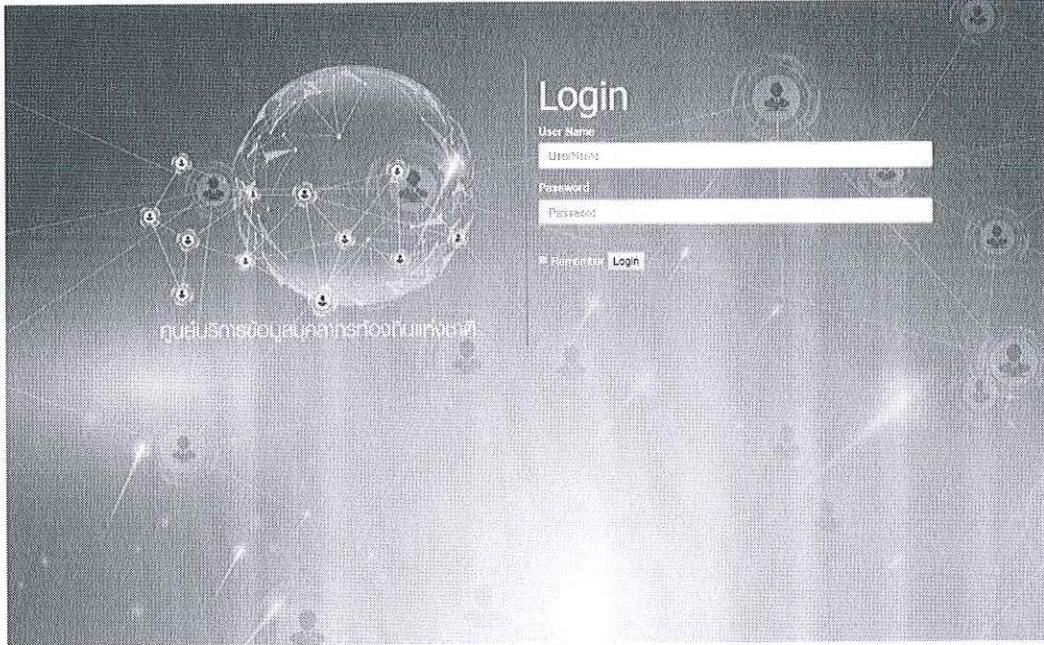 ศูนย์บริการข้อมูลบุคลากรท้องถิ่นแห่งชาติ
Login
User Name
UserName
Password
Password
Remember Login